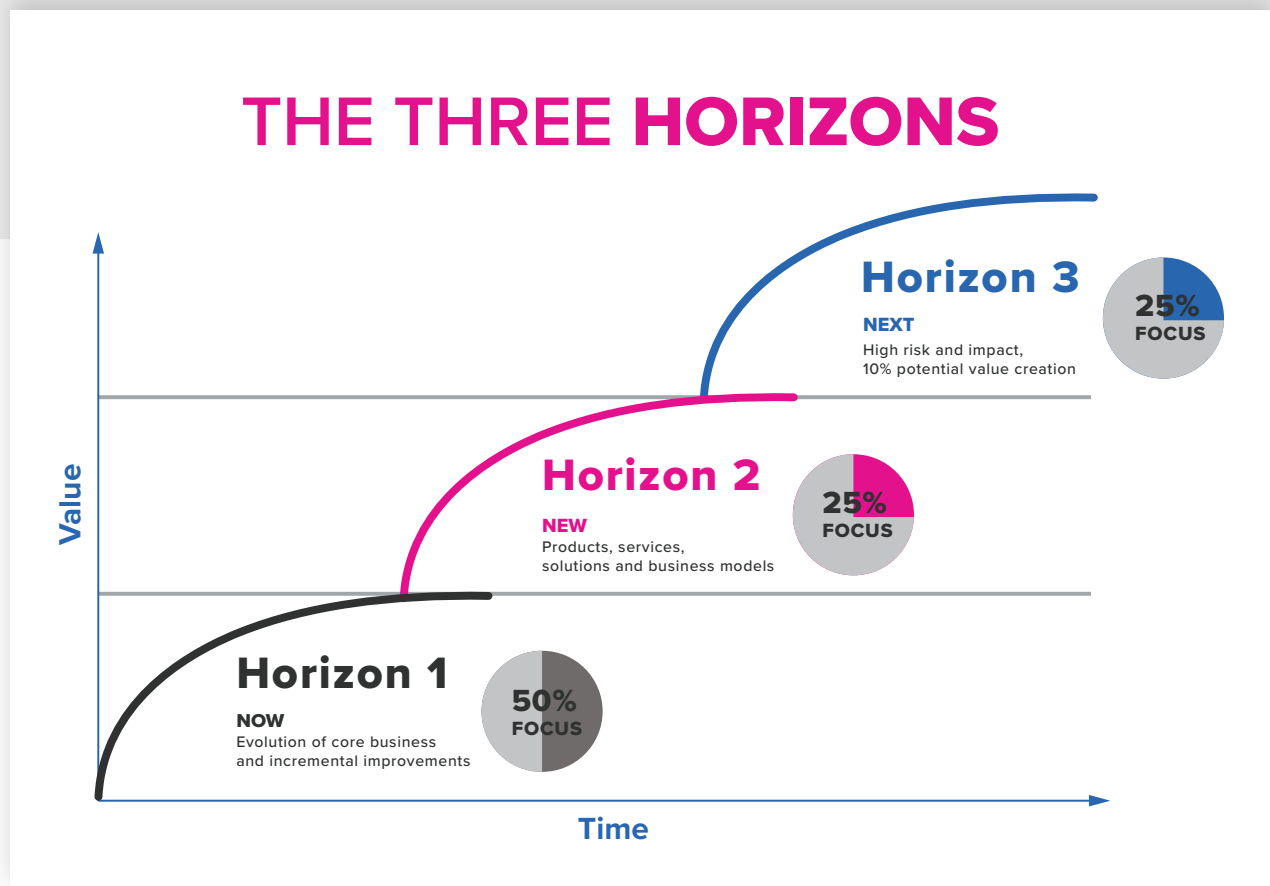 THE THREE HORIZONS
Horizon 3
NEXT
High risk and impact,
10% potential value creation
25%
FOCUS
Horizon 2
NEW
Products, services,
solutions and business models
25%
FOCUS
Horizon 1
NOW
Evolution of core business
and incremental improvements
50%
FOCUS
Value
Time